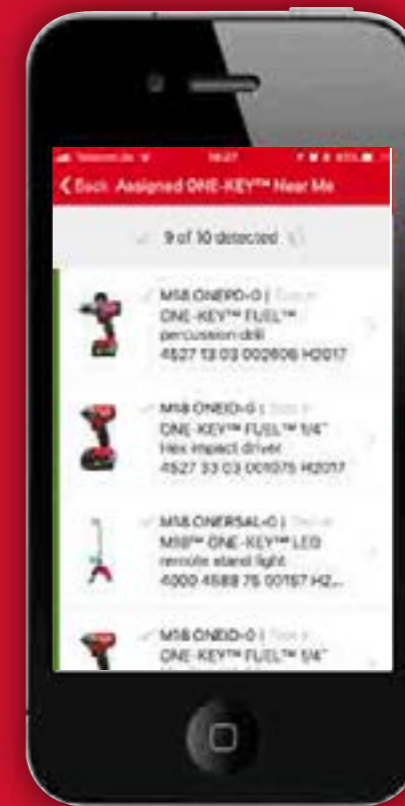 Back Assigned ONE-KEY™ Near Me
9 of 10 detected
M18 ONEPD-0 |
ONE-KEY™ FUEL™
percussion drill
4527 13 03 002606 H2017
M18 ONEID-0 |
ONE-KEY™ FUEL™ 1/4"
Hex impact driver
4527 33 03 001075 H2017
M18 ONERSAL-0 |
M18™ ONE-KEY™ LED
remote stand light
4000 4688 75 00167 H2...
M18 ONEID-0 |
ONE-KEY™ FUEL™ 1/4"